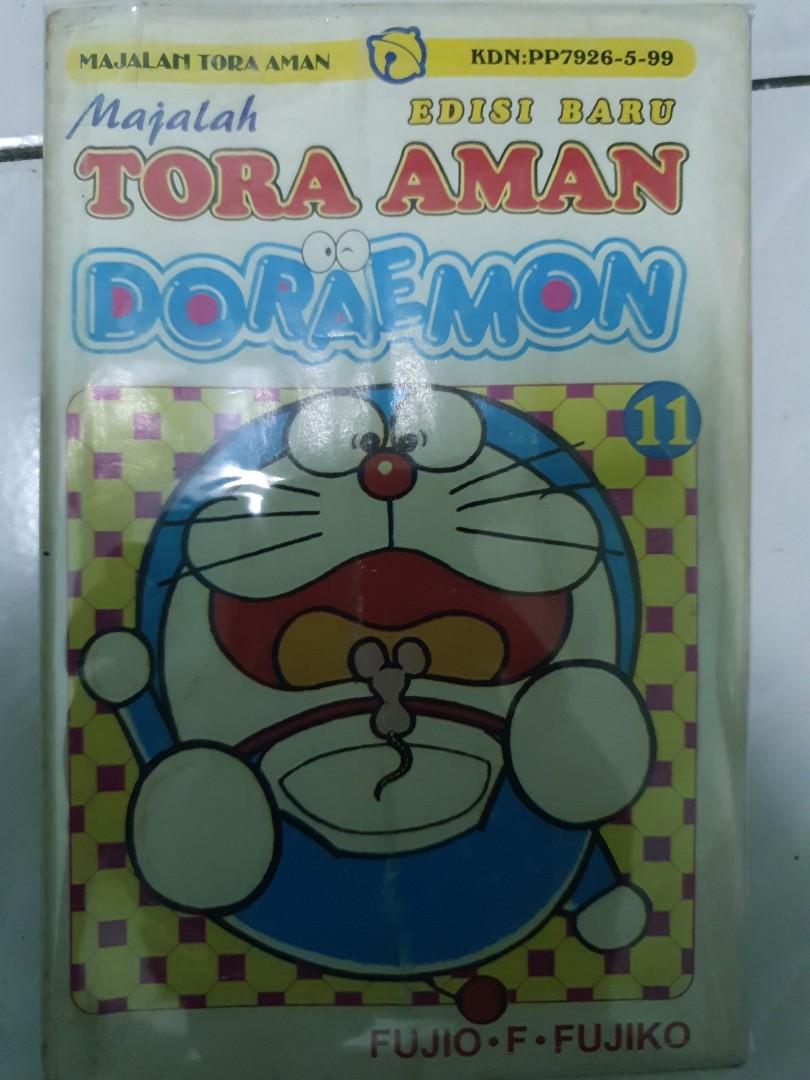 MAJALAH TORA AMAN KDN:PP7926-5-99
Majalah EDISI BARU
TORA AMAN
DORAEMON
11
FUJIO•F•FUJIKO